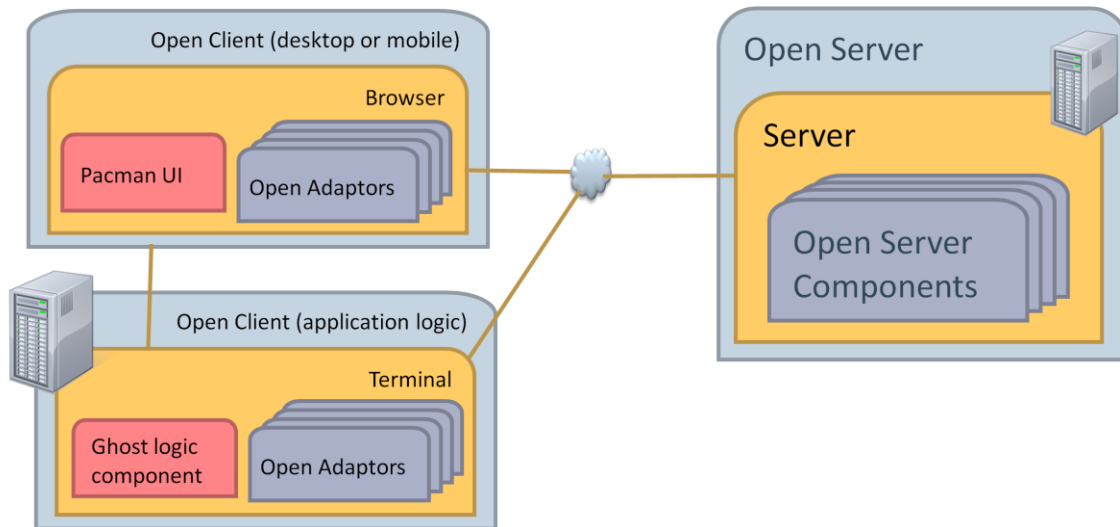 Open Client (desktop or mobile)
Browser
Pacman UI
Open Adaptors
Open Client (application logic)
Terminal
Ghost logic
component
Open Adaptors
Open Server
Server
Open Server
Components